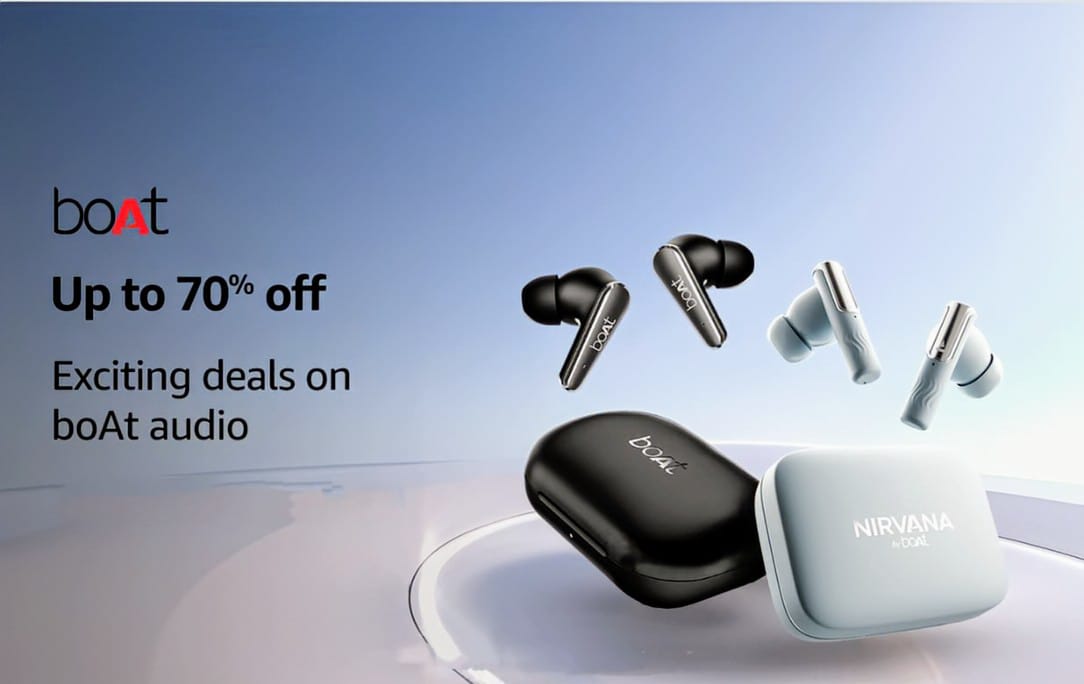 boAt
Up to 70% off
Exciting deals on
boAt audio
boAt
boAt
boAt
NIRVANA
By boAt